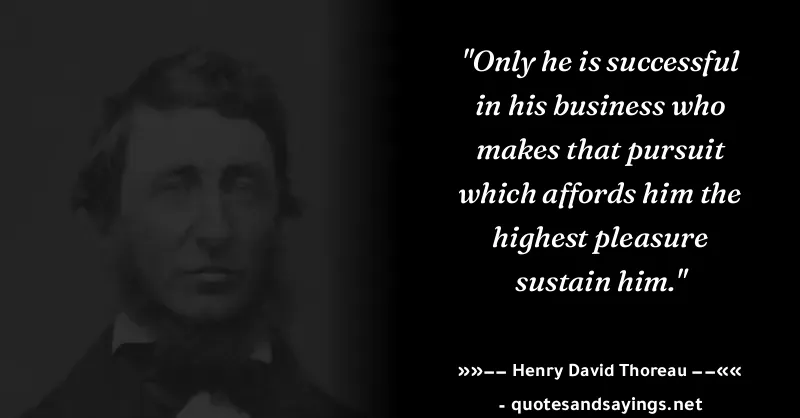 "Only he is successful
in his business who
makes that pursuit
which affords him the
highest pleasure
sustain him."
»»−− Henry David Thoreau −−««
- quotesandsayings.net